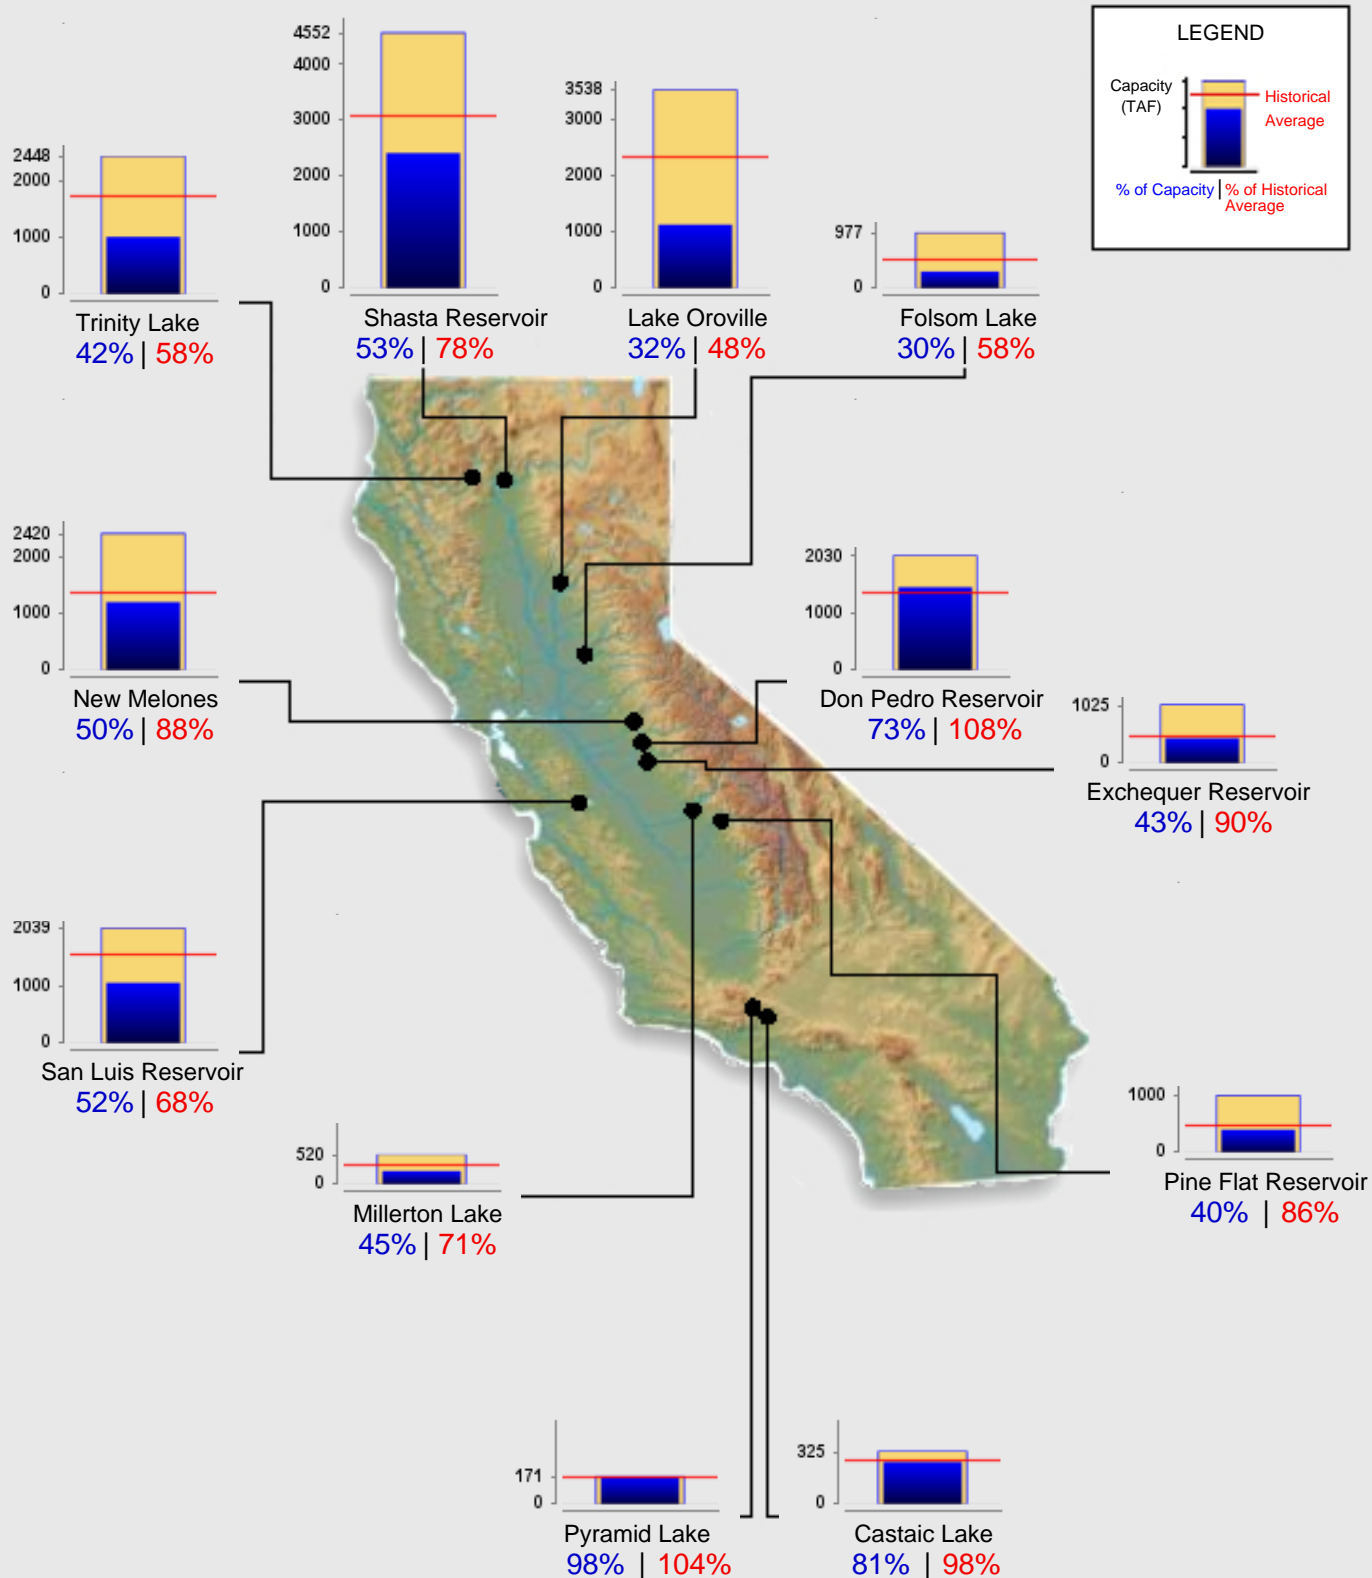 LEGEND
Capacity
(TAF)
Historical
Average
% of Capacity | % of Historical
Average
2448
2000
1000
0
Trinity Lake
42% | 58%
4552
4000
3000
2000
1000
0
Shasta Reservoir
53% | 78%
3538
3000
2000
1000
0
Lake Oroville
32% | 48%
977
0
Folsom Lake
30% | 58%
2420
2000
1000
0
New Melones
50% | 88%
2030
1000
0
Don Pedro Reservoir
73% | 108%
1025
0
Exchequer Reservoir
43% | 90%
2039
1000
0
San Luis Reservoir
52% | 68%
520
0
Millerton Lake
45% | 71%
1000
0
Pine Flat Reservoir
40% | 86%
171
0
Pyramid Lake
98% | 104%
325
0
Castaic Lake
81% | 98%